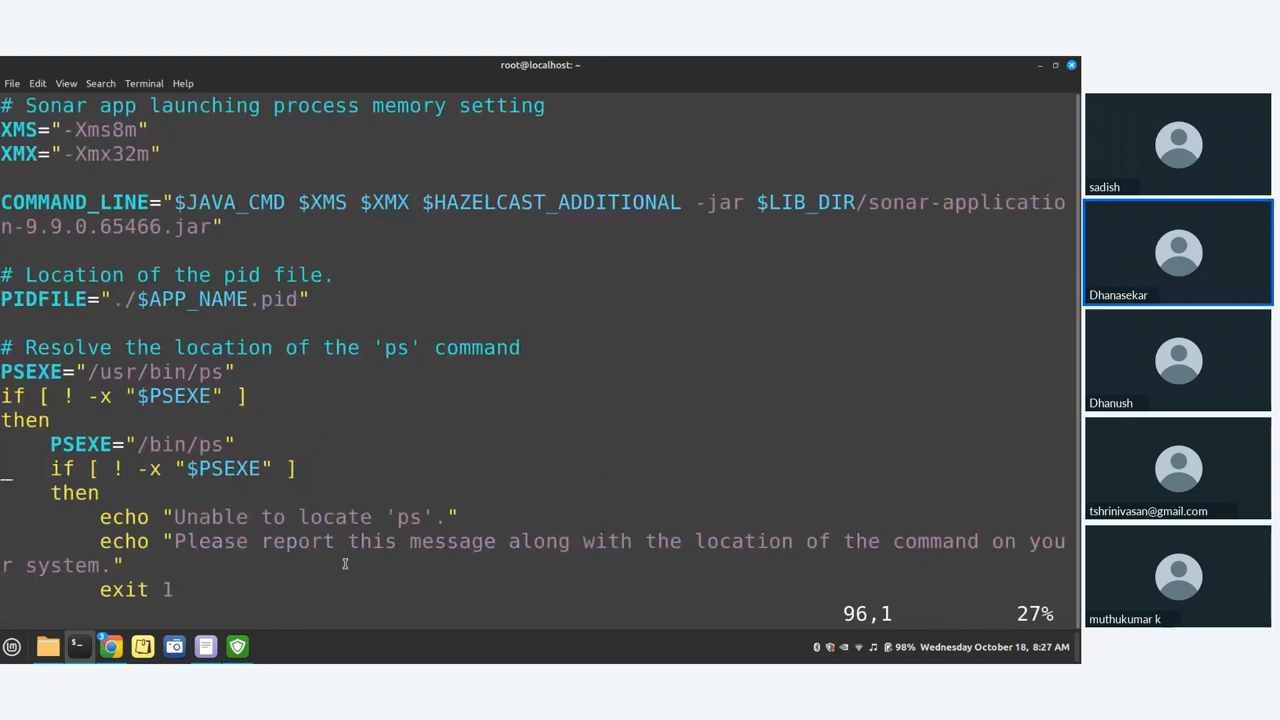 root@localhost: ~
File Edit View Search Terminal Help
# Sonar app launching process memory setting
XMS="-Xms8m"
XMX="-Xmx32m"
COMMAND_LINE="$JAVA_CMD $XMS $XMX $HAZELCAST_ADDITIONAL -jar $LIB_DIR/sonar-applicatio
n-9.9.0.65466.jar"
# Location of the pid file.
PIDFILE="./$APP_NAME.pid"
# Resolve the location of the 'ps' command
PSEXE="/usr/bin/ps"
if [ ! -x "$PSEXE" ]
then
PSEXE="/bin/ps"
if [ ! -x "$PSEXE" ]
then
echo "Unable to locate 'ps'."
echo "Please report this message along with the location of the command on you
r system."
exit 1
96,1 27%
3
98% Wednesday October 18, 8:27 AM
sadish
Dhanasekar
Dhanush
tshrinivasan@gmail.com
muthukumar k